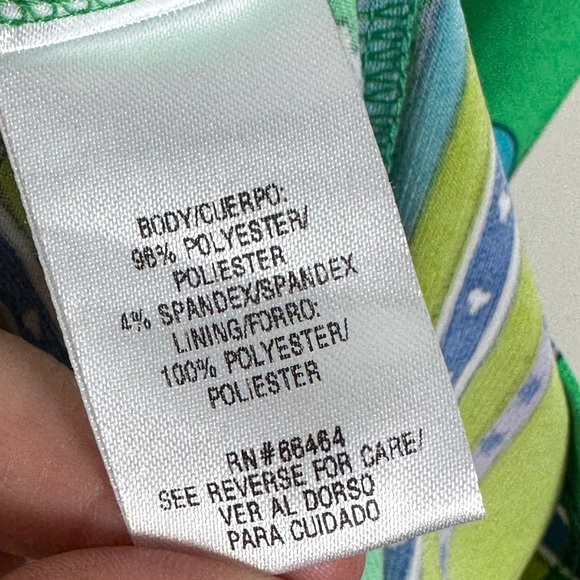 BODY/CUERPO:
96% POLYESTER/
POLIESTER
4% SPANDEX/SPANDEX
LINING/FORRO:
100% POLYESTER/
POLIESTER
RN#66464
SEE REVERSE FOR CARE/
VER AL DORSO
PARA CUIDADO